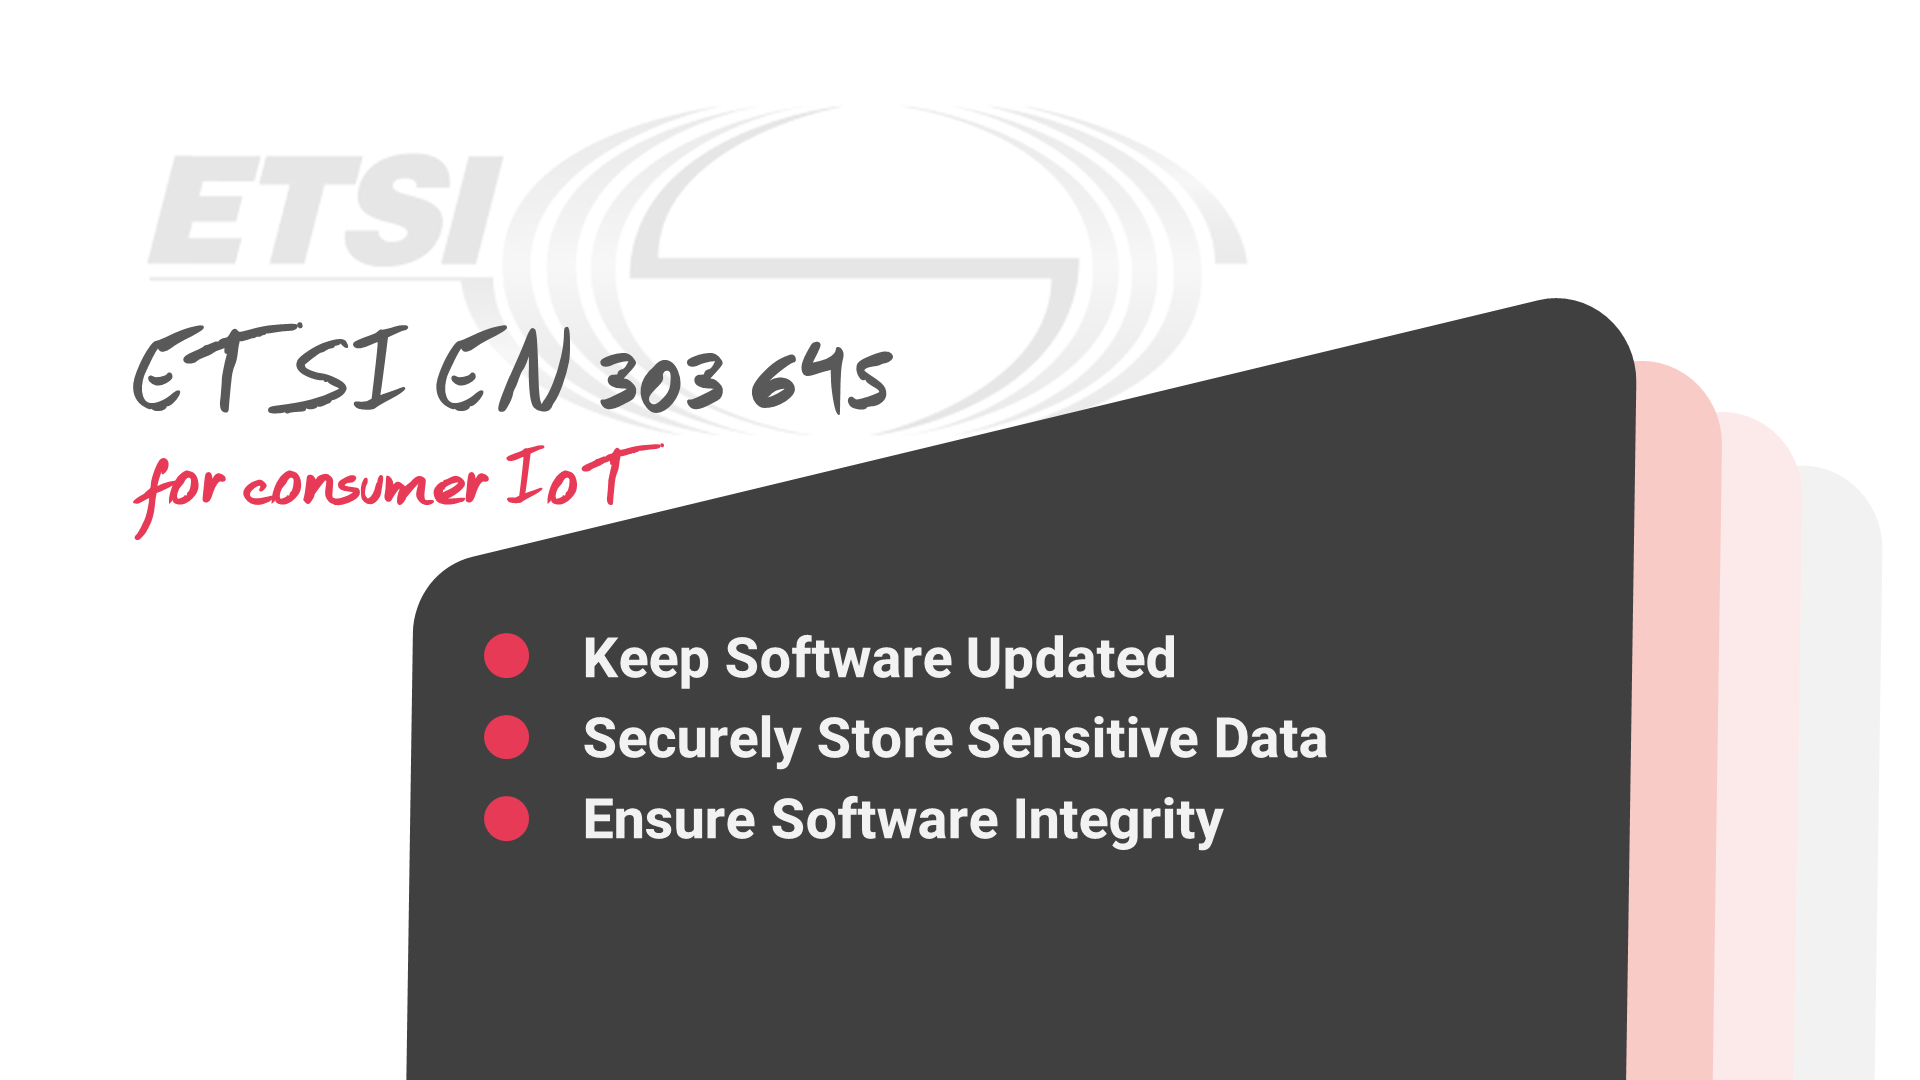 ETSI
ETSI EN 303 645
for consumer IoT
Keep Software Updated
Securely Store Sensitive Data
Ensure Software Integrity